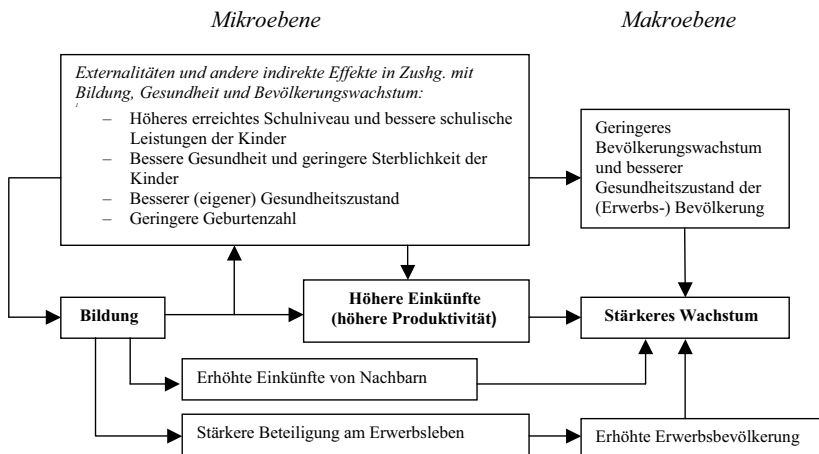 Mikroebene
Makroebene
Externalitäten und andere indirekte Effekte in Zushg. mit
Bildung, Gesundheit und Bevölkerungswachstum:
– Höheres erreichtes Schulniveau und bessere schulische
Leistungen der Kinder
– Bessere Gesundheit und geringere Sterblichkeit der
Kinder
– Besserer (eigener) Gesundheitszustand
– Geringere Geburtenzahl
Geringeres
Bevölkerungswachstum
und besserer
Gesundheitszustand der
(Erwerbs-) Bevölkerung
Bildung
Höhere Einkünfte
(höhere Produktivität)
Stärkeres Wachstum
Erhöhte Einkünfte von Nachbarn
Stärkere Beteiligung am Erwerbsleben
Erhöhte Erwerbsbevölkerung